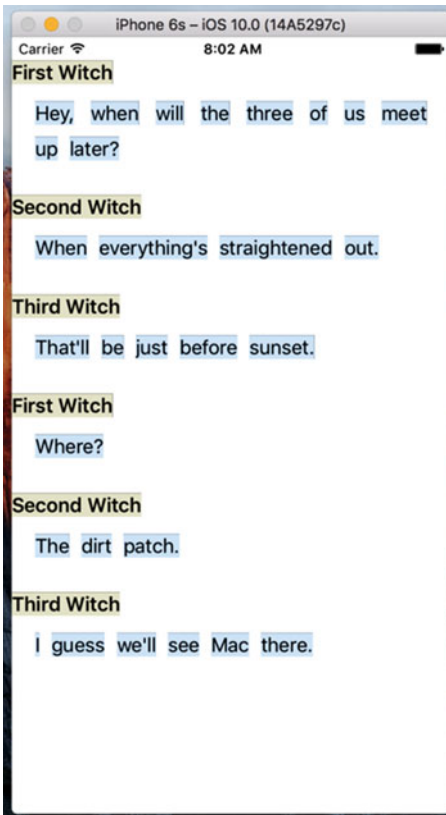 iPhone 6s – iOS 10.0 (14A5297c)
Carrier 8:02 AM
First Witch
Hey, when will the three of us meet
up later?
Second Witch
When everything's straightened out.
Third Witch
That'll be just before sunset.
First Witch
Where?
Second Witch
The dirt patch.
Third Witch
I guess we'll see Mac there.